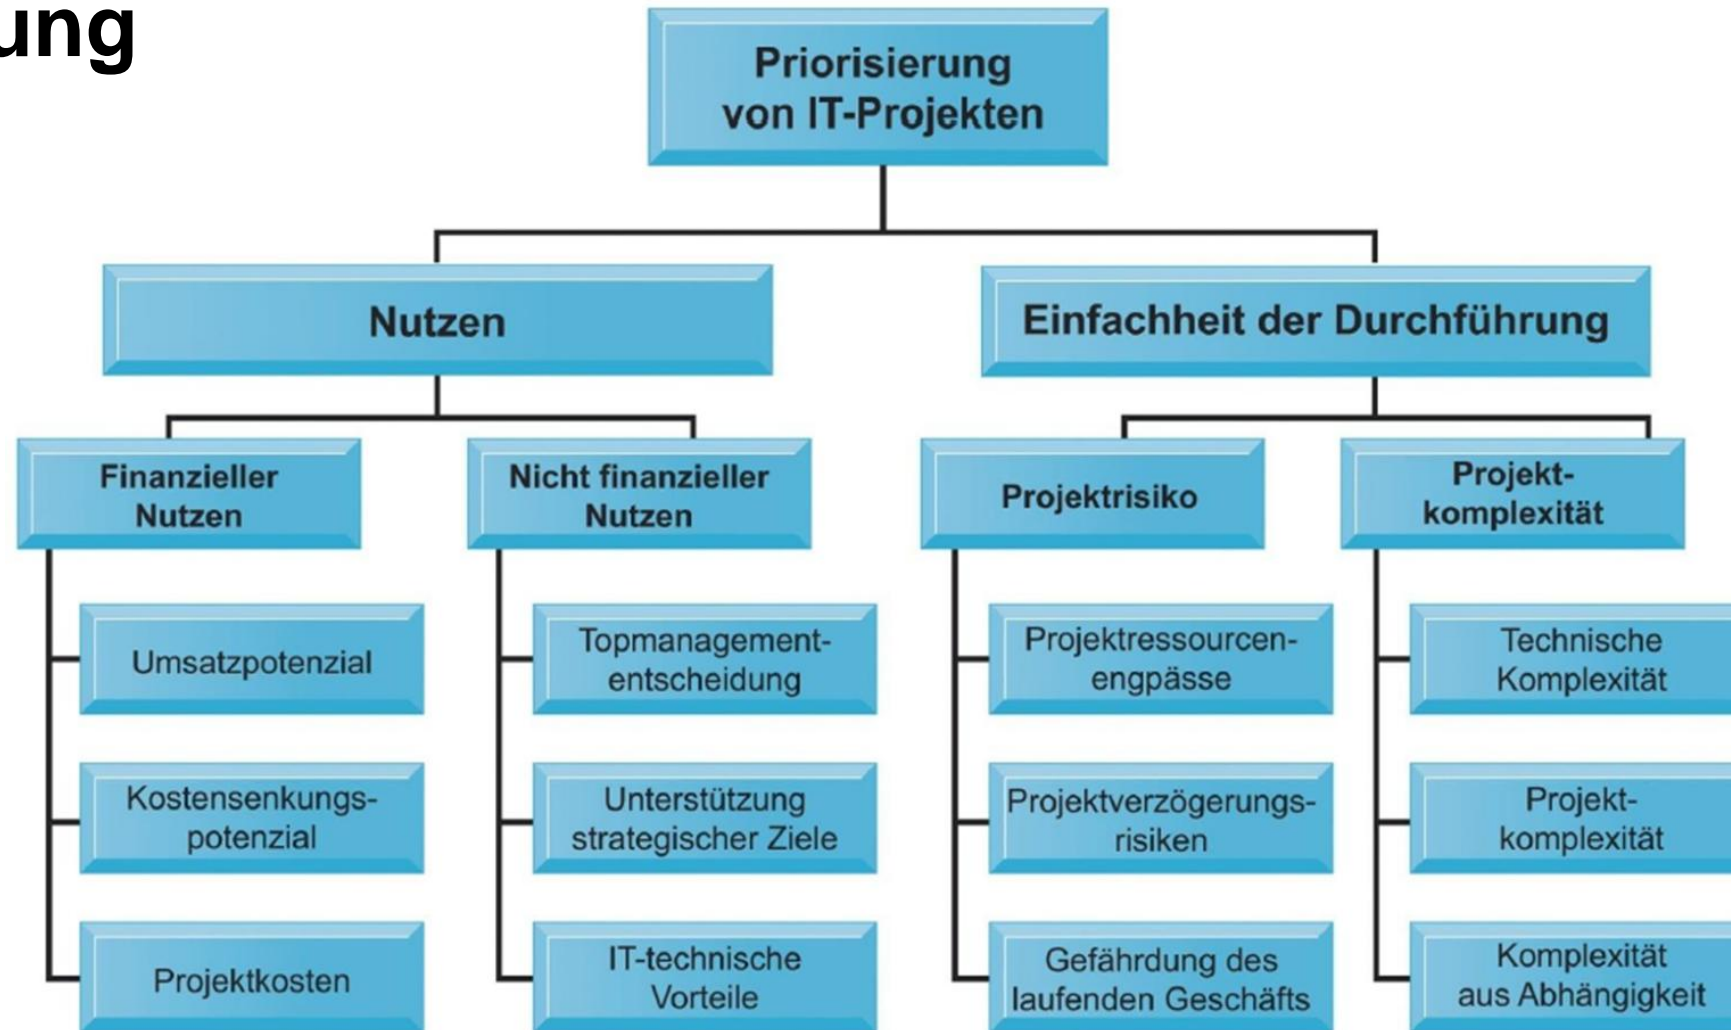 ung
Priorisierung
von IT-Projekten
Nutzen
Einfachheit der Durchführung
Finanzieller
Nutzen
Nicht finanzieller
Nutzen
Projektrisiko
Projekt-
komplexität
Umsatzpotenzial
Topmanagement-
entscheidung
Projektressourcen-
engpässe
Technische
Komplexität
Kostensenkungs-
potenzial
Unterstützung
strategischer Ziele
Projektverzögerungs-
risiken
Projekt-
komplexität
Projektkosten
IT-technische
Vorteile
Gefährdung des
laufenden Geschäfts
Komplexität
aus Abhängigkeit